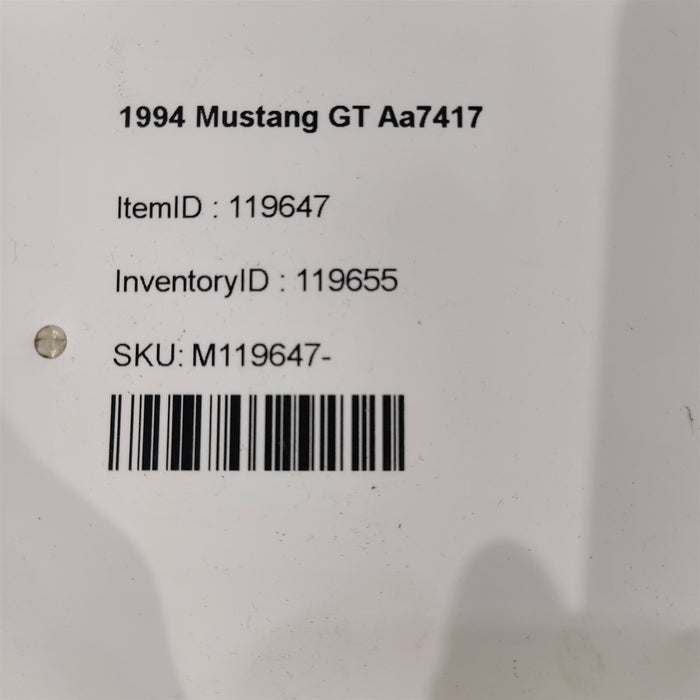 1994 Mustang GT Aa7417
ItemID : 119647
InventoryID : 119655
SKU: M119647-